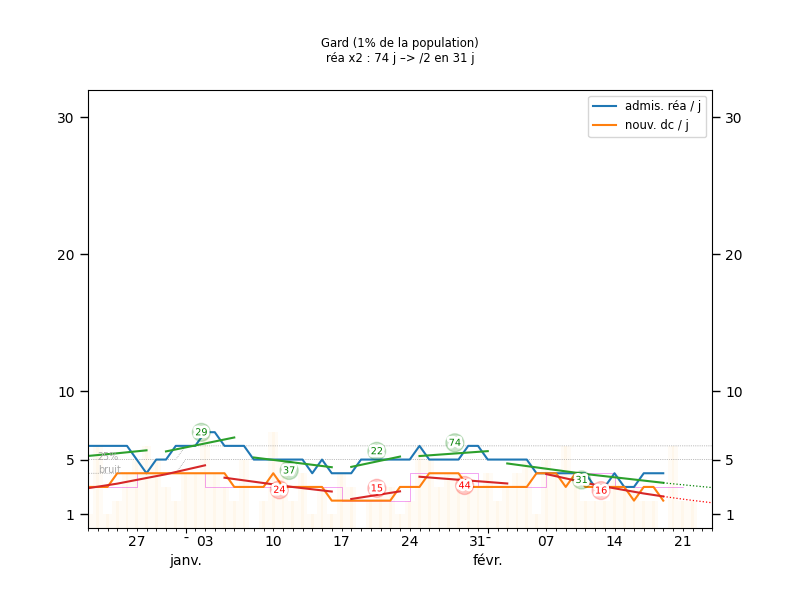 Gard (1% de la population)
réa x2 : 74 j –> /2 en 31 j
admis. réa / j
nouv. dc / j
30 30
20 20
10 10
5 5
1 1
29
37
22
74
31
24
15
44
16
bruit
27 03 10 17 24 31 07 14 21
janv. févr.